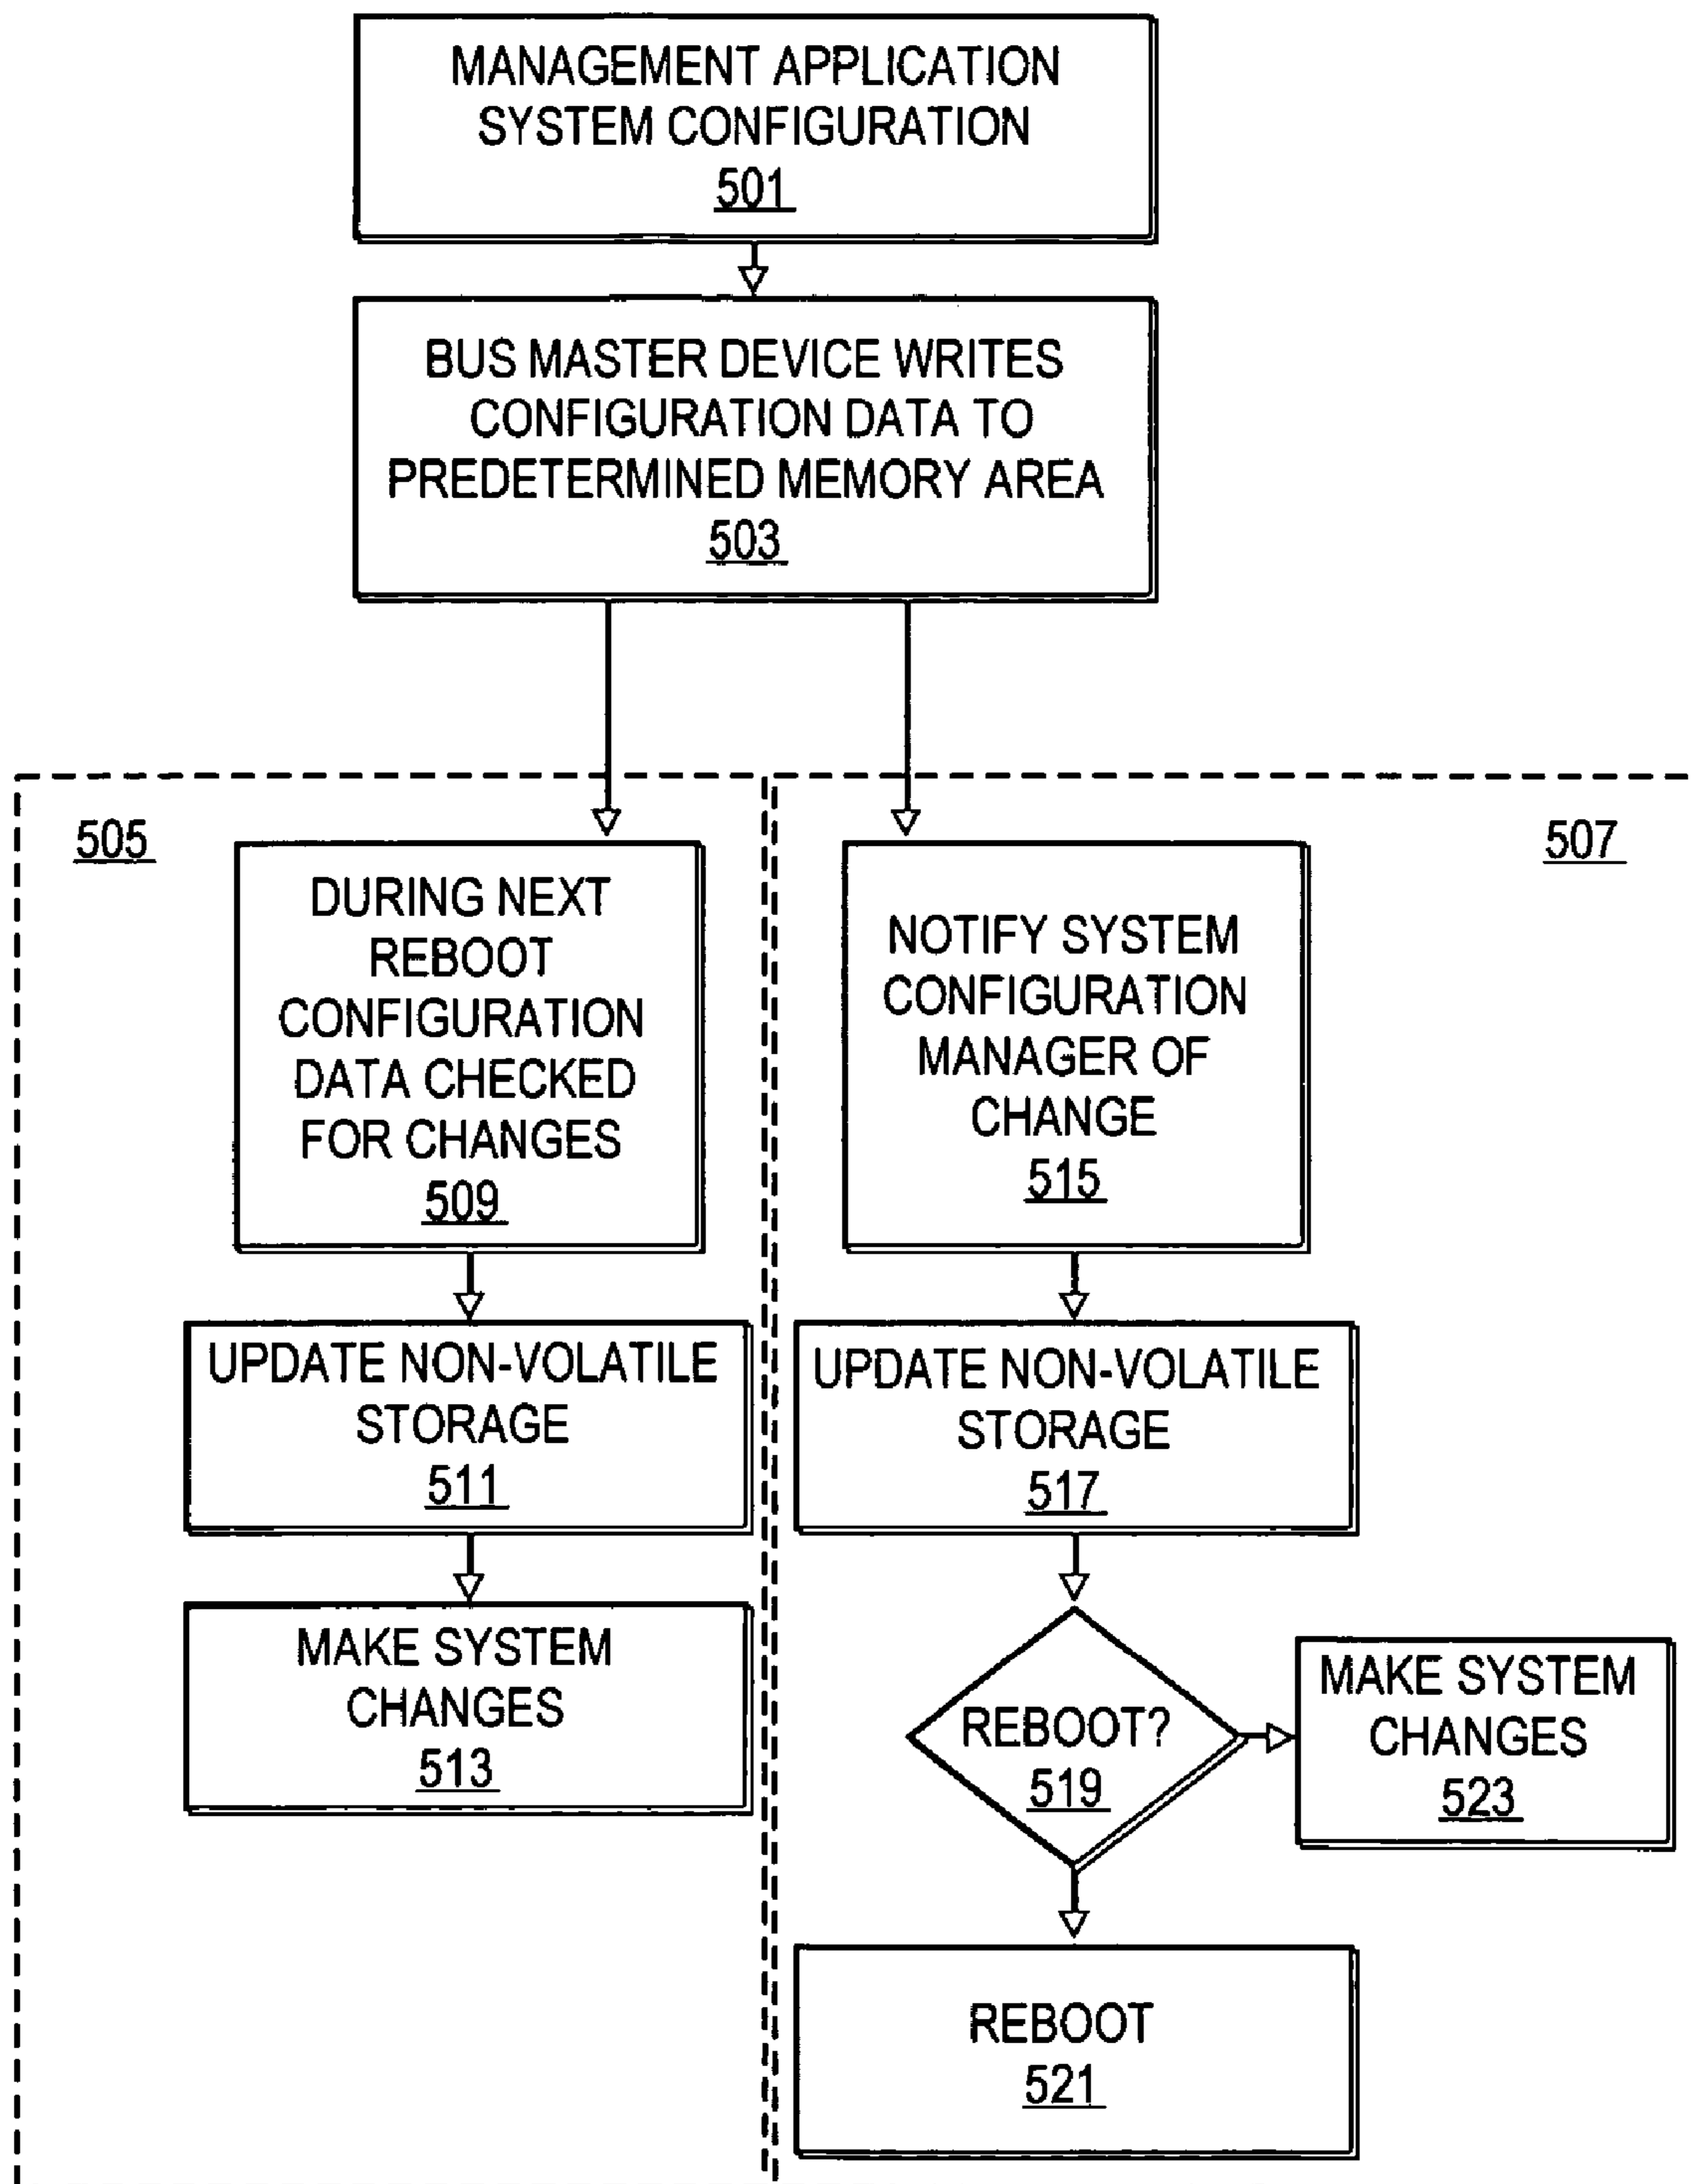 MANAGEMENT APPLICATION
SYSTEM CONFIGURATION
501
BUS MASTER DEVICE WRITES
CONFIGURATION DATA TO
PREDETERMINED MEMORY AREA
503
505
DURING NEXT
REBOOT
CONFIGURATION
DATA CHECKED
FOR CHANGES
509
UPDATE NON-VOLATILE
STORAGE
511
MAKE SYSTEM
CHANGES
513
507
NOTIFY SYSTEM
CONFIGURATION
MANAGER OF
CHANGE
515
UPDATE NON-VOLATILE
STORAGE
517
REBOOT?
519
MAKE SYSTEM
CHANGES
523
REBOOT
521